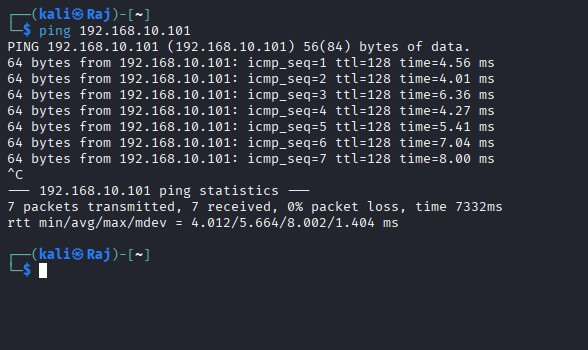 ┌──(kali㉿Raj)-[~]
└─$ ping 192.168.10.101
PING 192.168.10.101 (192.168.10.101) 56(84) bytes of data.
64 bytes from 192.168.10.101: icmp_seq=1 ttl=128 time=4.56 ms
64 bytes from 192.168.10.101: icmp_seq=2 ttl=128 time=4.01 ms
64 bytes from 192.168.10.101: icmp_seq=3 ttl=128 time=6.36 ms
64 bytes from 192.168.10.101: icmp_seq=4 ttl=128 time=4.27 ms
64 bytes from 192.168.10.101: icmp_seq=5 ttl=128 time=5.41 ms
64 bytes from 192.168.10.101: icmp_seq=6 ttl=128 time=7.04 ms
64 bytes from 192.168.10.101: icmp_seq=7 ttl=128 time=8.00 ms
^C
--- 192.168.10.101 ping statistics ---
7 packets transmitted, 7 received, 0% packet loss, time 7332ms
rtt min/avg/max/mdev = 4.012/5.664/8.002/1.404 ms
┌──(kali㉿Raj)-[~]
└─$